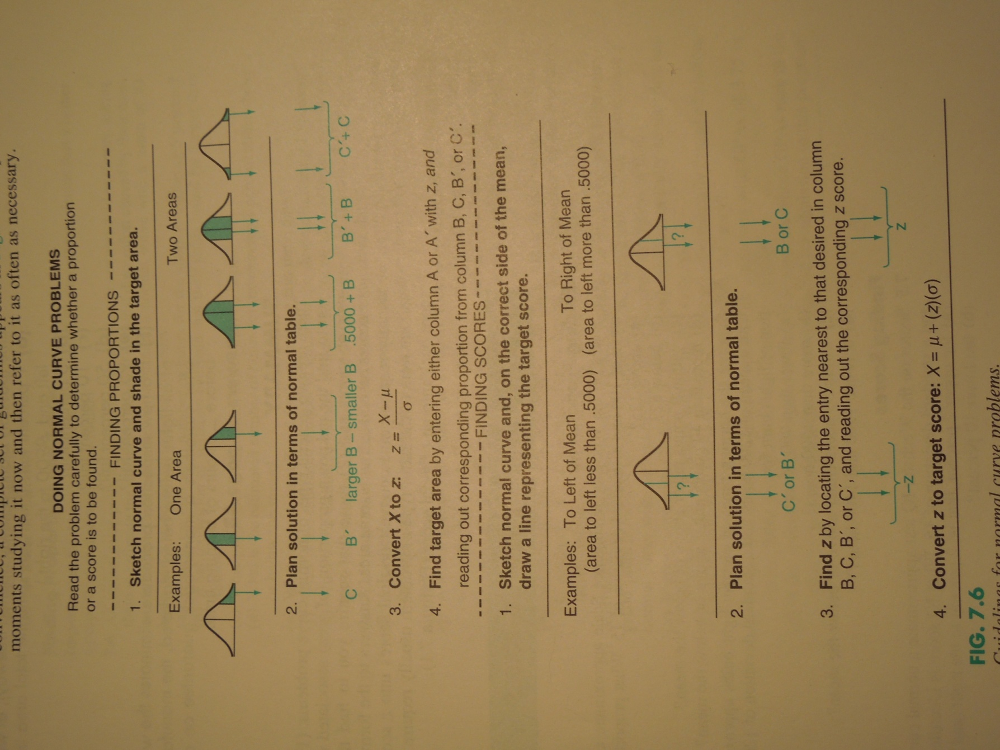 moments studying it now and then refer to it as often as necessary.
DOING NORMAL CURVE PROBLEMS
Read the problem carefully to determine whether a proportion
or a score is to be found.
----------- FINDING PROPORTIONS -----------
1. Sketch normal curve and shade in the target area.
Examples: One Area Two Areas
2. Plan solution in terms of normal table.
C B′ larger B – smaller B .5000 + B B′ + B C′ + C
3. Convert X to z: z = X – μ
σ
4. Find target area by entering either column A or A′ with z, and
reading out corresponding proportion from column B, C, B′, or C′.
----------- FINDING SCORES -----------
1. Sketch normal curve and, on the correct side of the mean,
draw a line representing the target score.
Examples: To Left of Mean To Right of Mean
(area to left less than .5000) (area to left more than .5000)
? ?
2. Plan solution in terms of normal table.
C′ or B′ B or C
3. Find z by locating the entry nearest to that desired in column
B, C, B′, or C′, and reading out the corresponding z score.
–z z
4. Convert z to target score: X = μ + (z)(σ)
FIG. 7.6
Guidelines for normal curve problems.